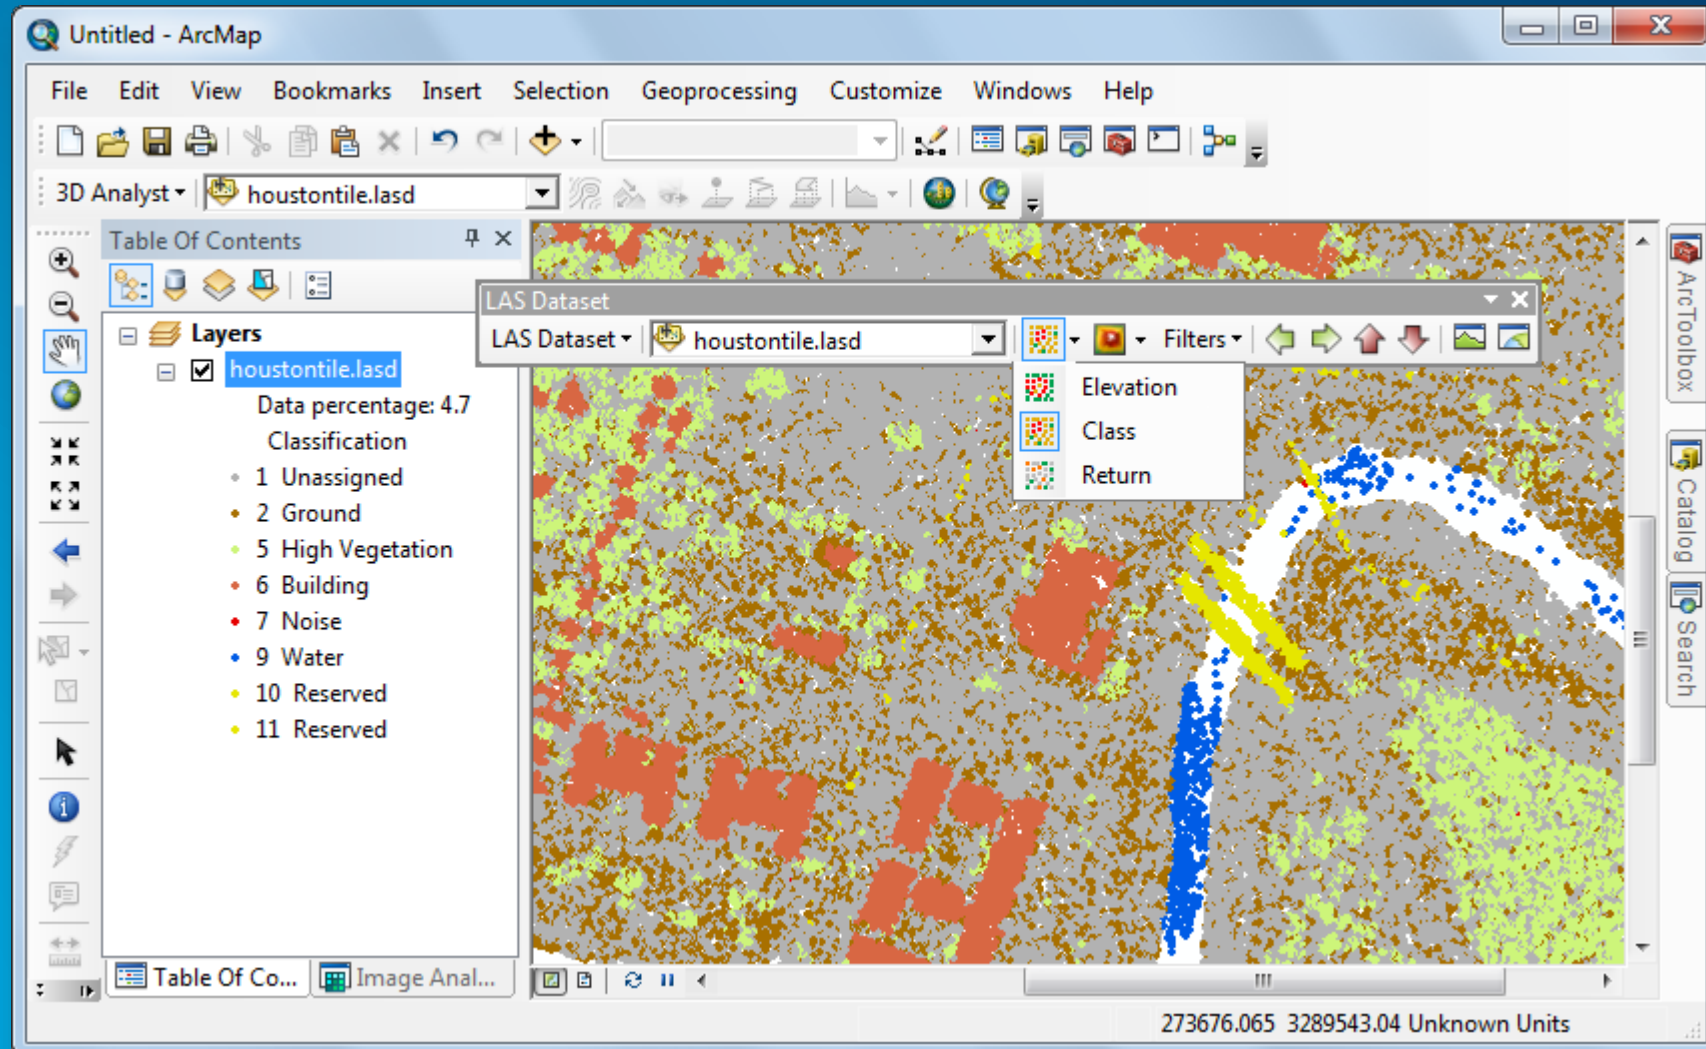 Untitled - ArcMap
File Edit View Bookmarks Insert Selection Geoprocessing Customize Windows Help
3D Analyst houstontile.lasd
Table Of Contents
LAS Dataset
LAS Dataset houstontile.lasd Filters
Layers
houstontile.lasd
Data percentage: 4.7
Classification
1 Unassigned
2 Ground
5 High Vegetation
6 Building
7 Noise
9 Water
10 Reserved
11 Reserved
Elevation
Class
Return
ArcToolbox
Catalog
Search
Table Of Co... Image Anal...
273676.065 3289543.04 Unknown Units